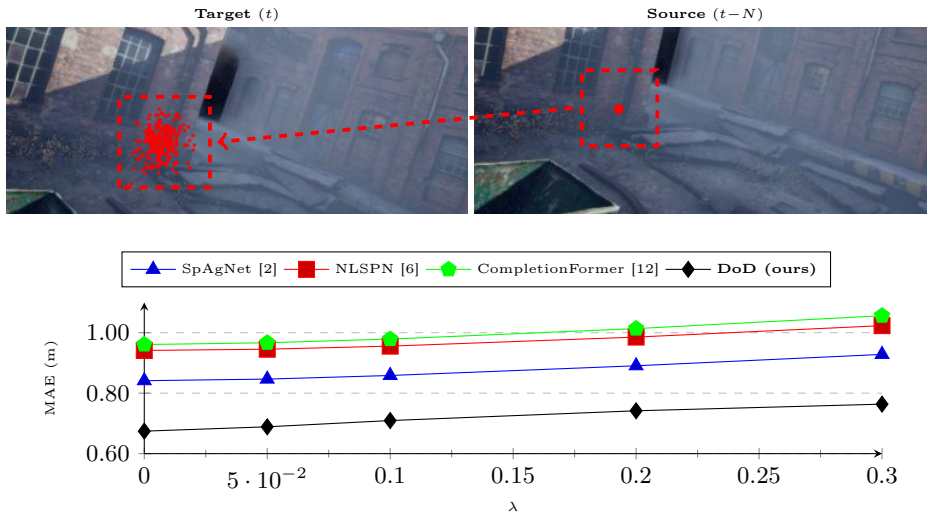 Target (t) Source (t−N)
SpAgNet [2] NLSPN [6] CompletionFormer [12] DoD (ours)
1.00
0.80
0.60
MAE (m)
0 5 · 10⁻² 0.1 0.15 0.2 0.25 0.3
λ